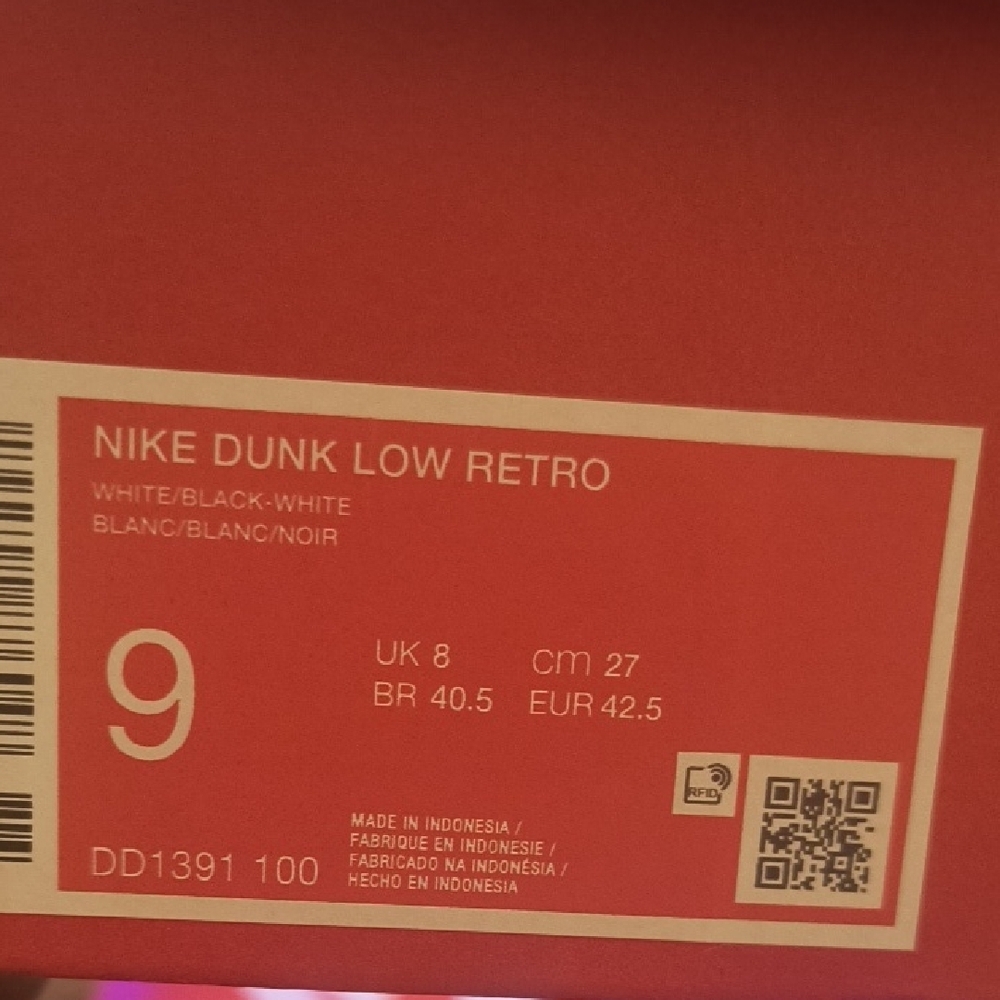 NIKE DUNK LOW RETRO
WHITE/BLACK-WHITE
BLANC/BLANC/NOIR
9
UK 8 cm 27
BR 40.5 EUR 42.5
RFID
DD1391 100
MADE IN INDONESIA /
FABRIQUE EN INDONESIE /
FABRICADO NA INDONÉSIA /
HECHO EN INDONESIA